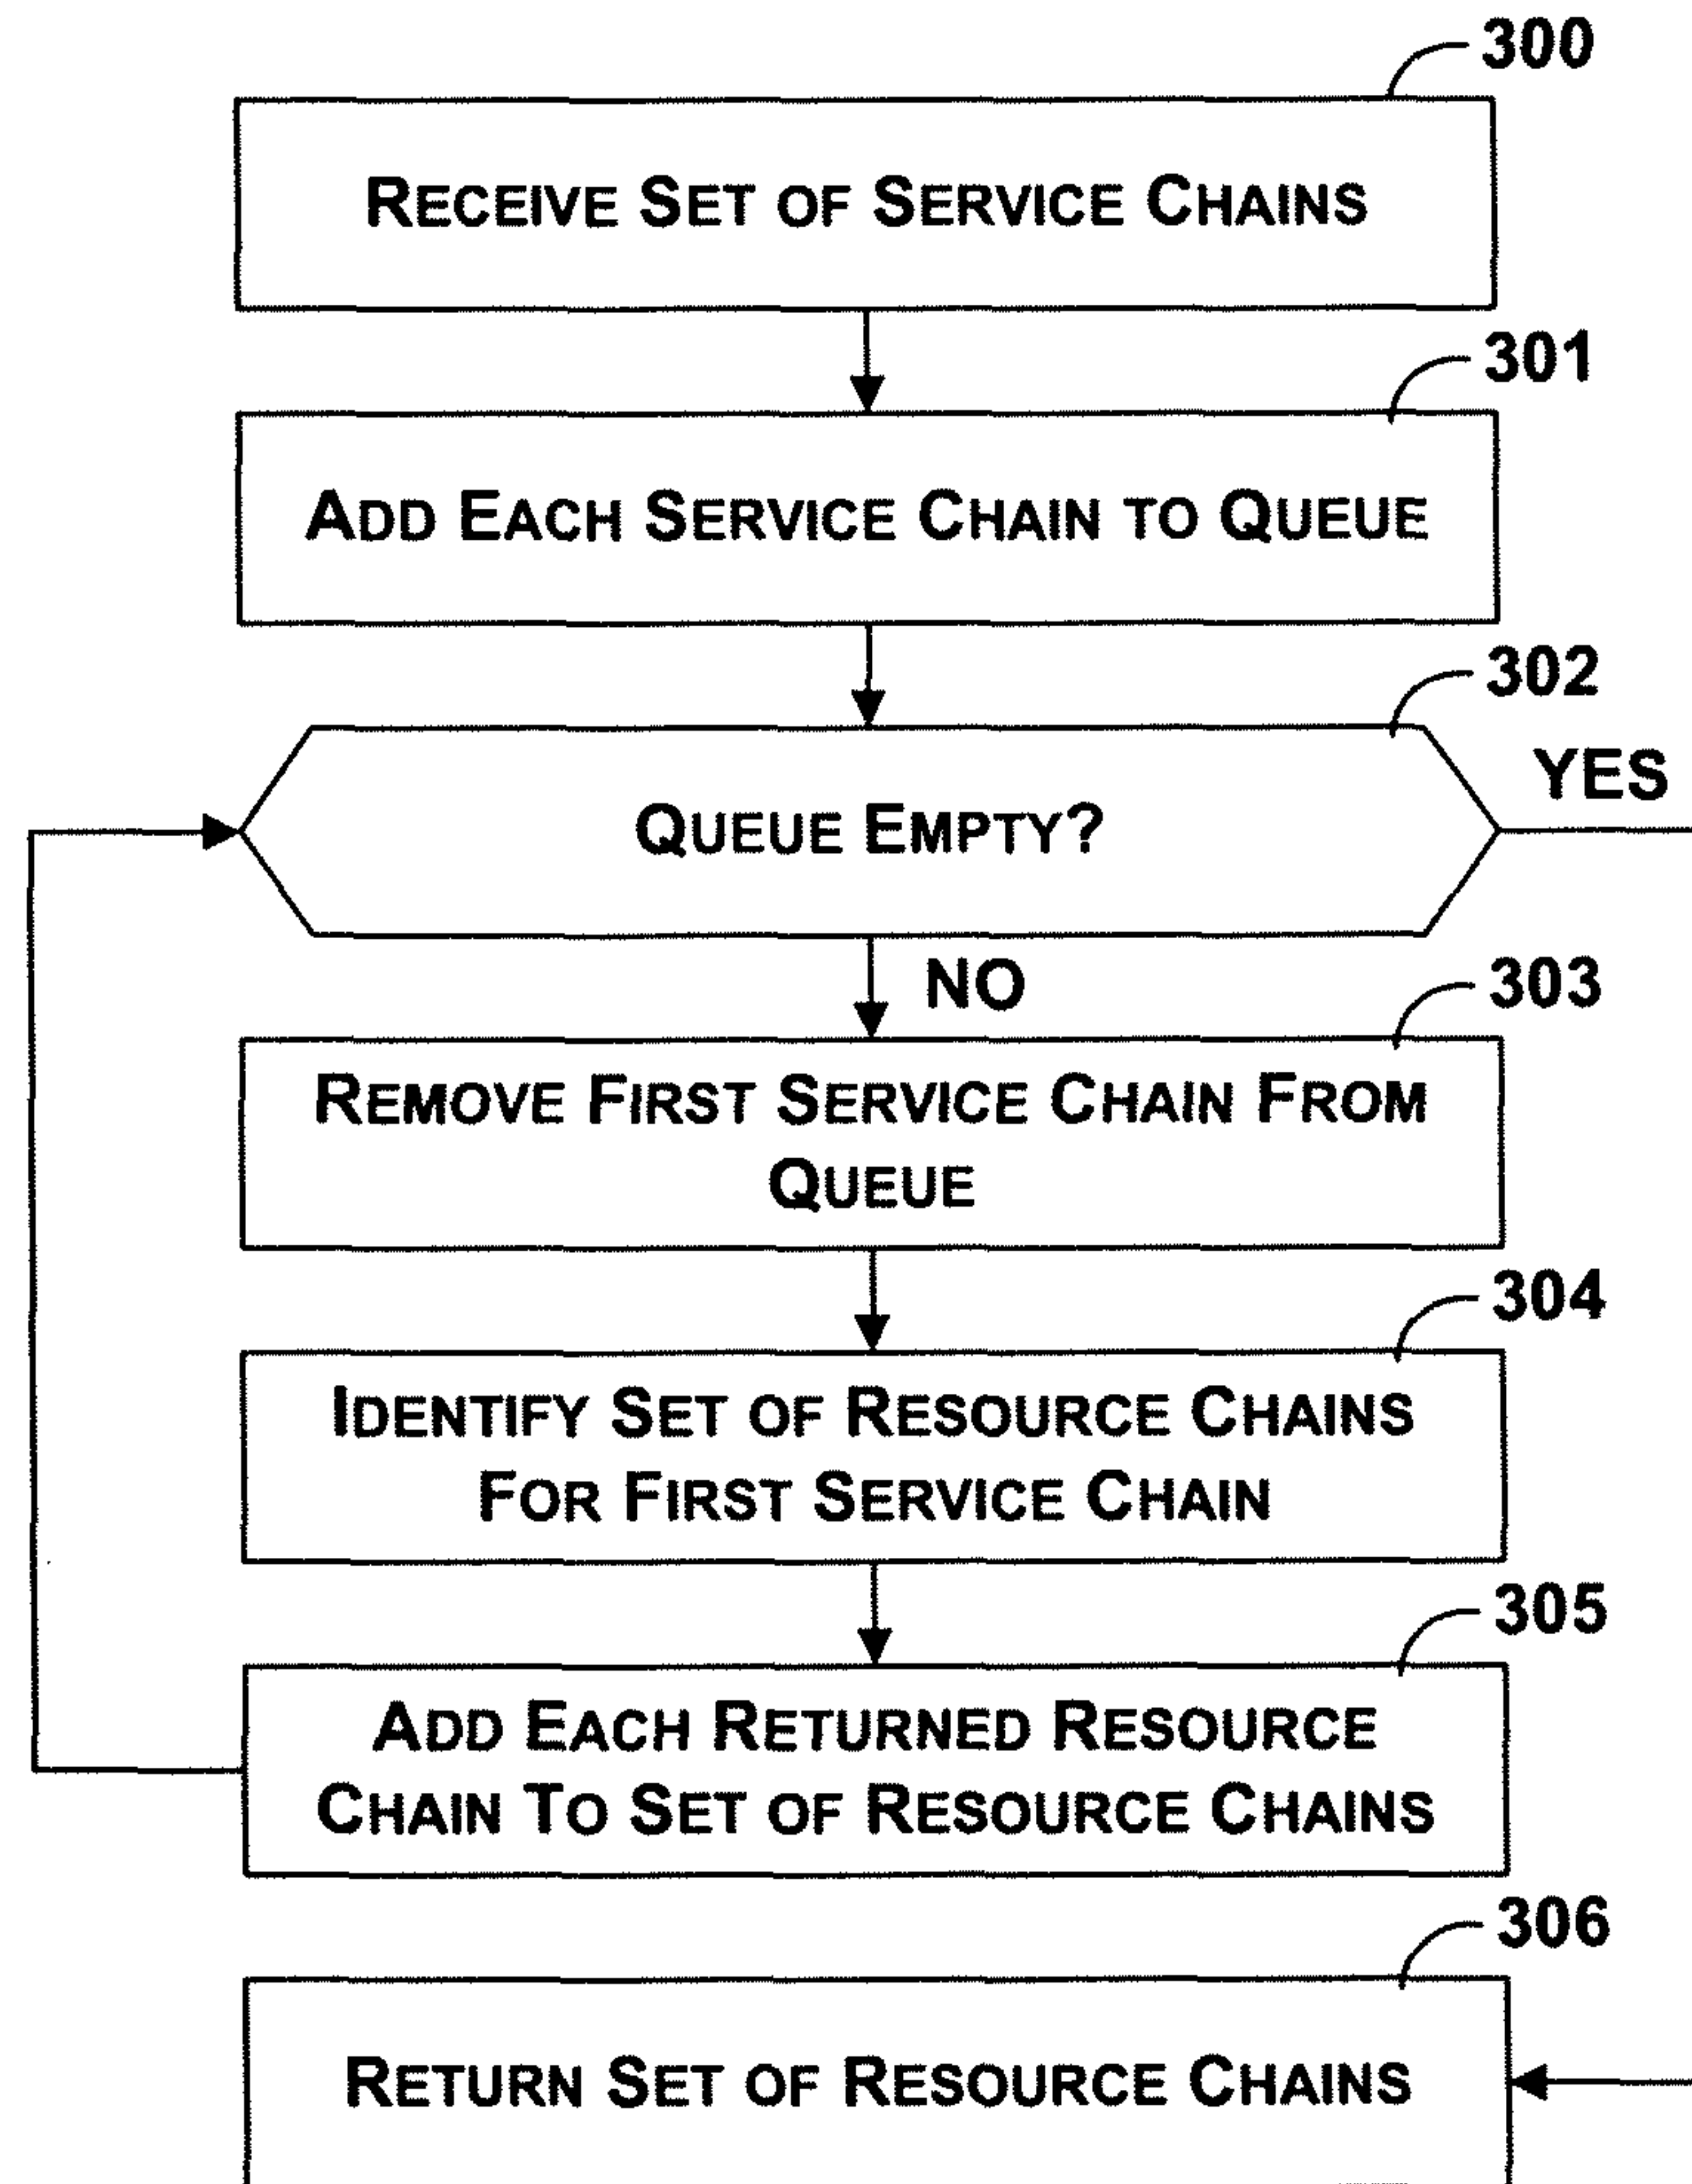 300
RECEIVE SET OF SERVICE CHAINS
301
ADD EACH SERVICE CHAIN TO QUEUE
302
QUEUE EMPTY?
YES
NO
303
REMOVE FIRST SERVICE CHAIN FROM
QUEUE
304
IDENTIFY SET OF RESOURCE CHAINS
FOR FIRST SERVICE CHAIN
305
ADD EACH RETURNED RESOURCE
CHAIN TO SET OF RESOURCE CHAINS
306
RETURN SET OF RESOURCE CHAINS